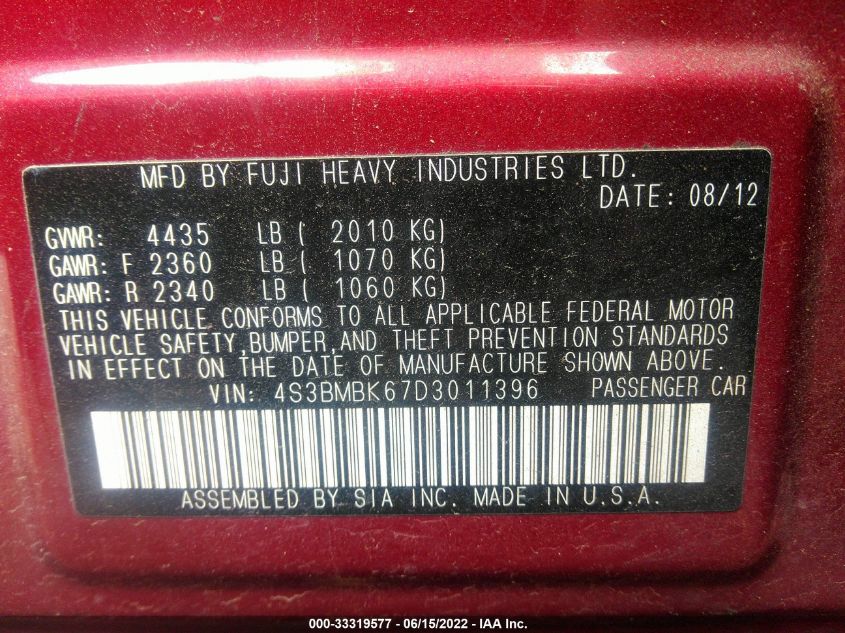 MFD BY FUJI HEAVY INDUSTRIES LTD.
DATE: 08/12
GVWR: 4435 LB ( 2010 KG)
GAWR: F 2360 LB ( 1070 KG)
GAWR: R 2340 LB ( 1060 KG)
THIS VEHICLE CONFORMS TO ALL APPLICABLE FEDERAL MOTOR
VEHICLE SAFETY,BUMPER,AND THEFT PREVENTION STANDARDS
IN EFFECT ON THE DATE OF MANUFACTURE SHOWN ABOVE.
VIN: 4S3BMBK67D3011396 PASSENGER CAR
ASSEMBLED BY SIA INC. MADE IN U.S.A.
000-33319577 - 06/15/2022 - IAA Inc.